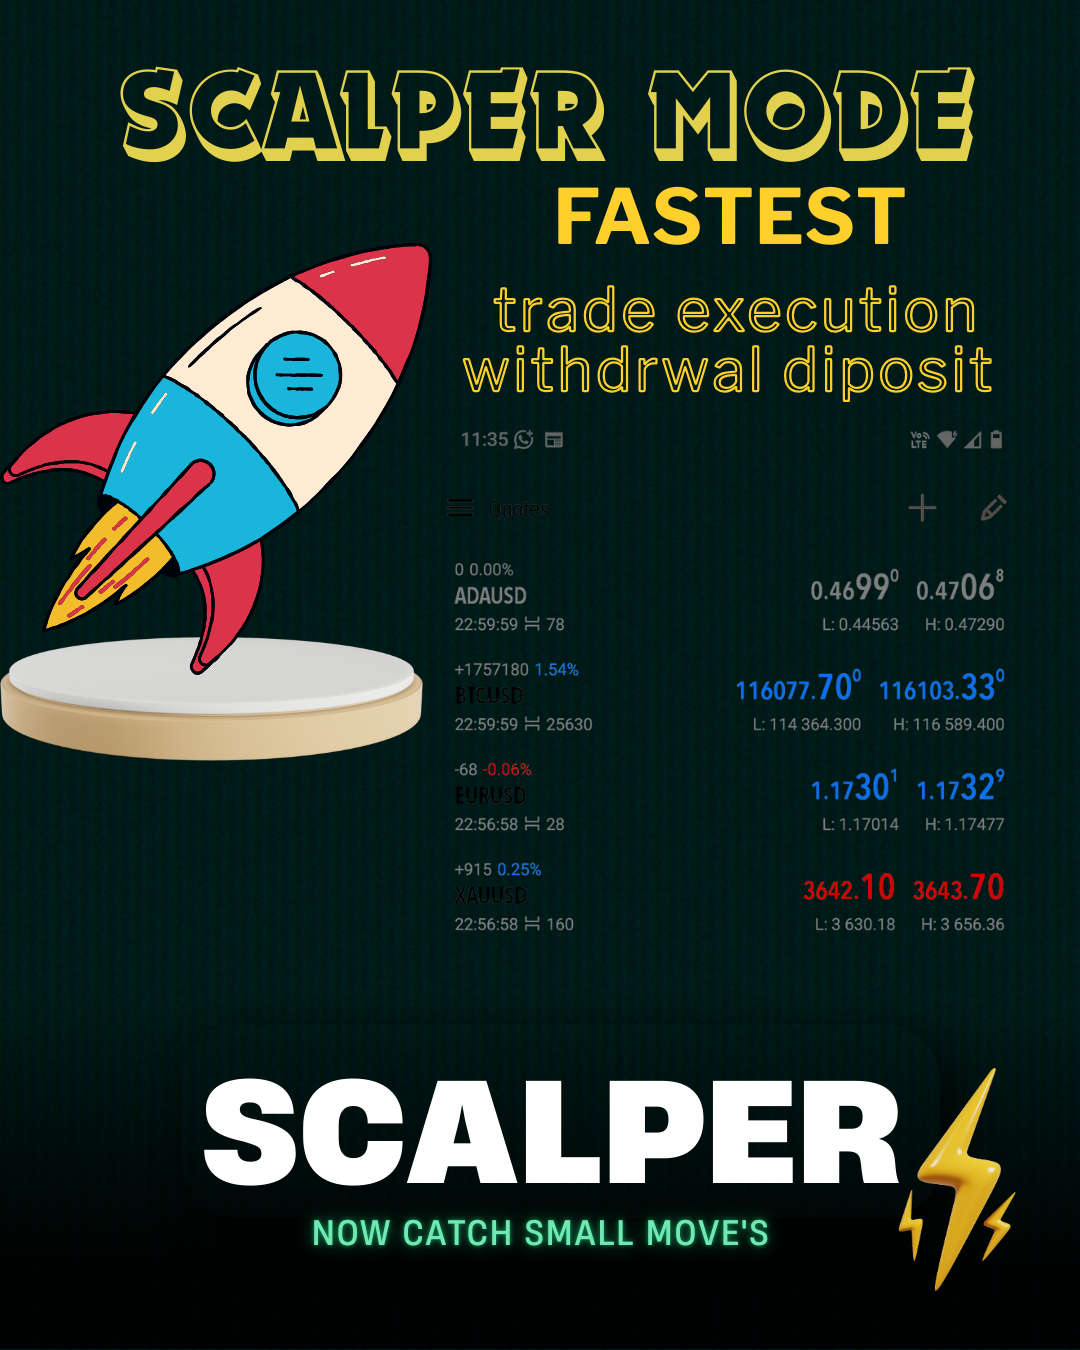 SCALPER MODE
FASTEST
trade execution
withdrwal diposit
11:35 Vo LTE
Quotes
0 0.00%
ADAUSD 0.46990 0.47068
22:59:59 78 L: 0.44563 H: 0.47290
+1757180 1.54%
BTCUSD 116077.700 116103.330
22:59:59 25630 L: 114 364.300 H: 116 589.400
-68 -0.06%
EURUSD 1.17301 1.17329
22:56:58 28 L: 1.17014 H: 1.17477
+915 0.25%
XAUUSD 3642.10 3643.70
22:56:58 160 L: 3 630.18 H: 3 656.36
SCALPER
NOW CATCH SMALL MOVE'S